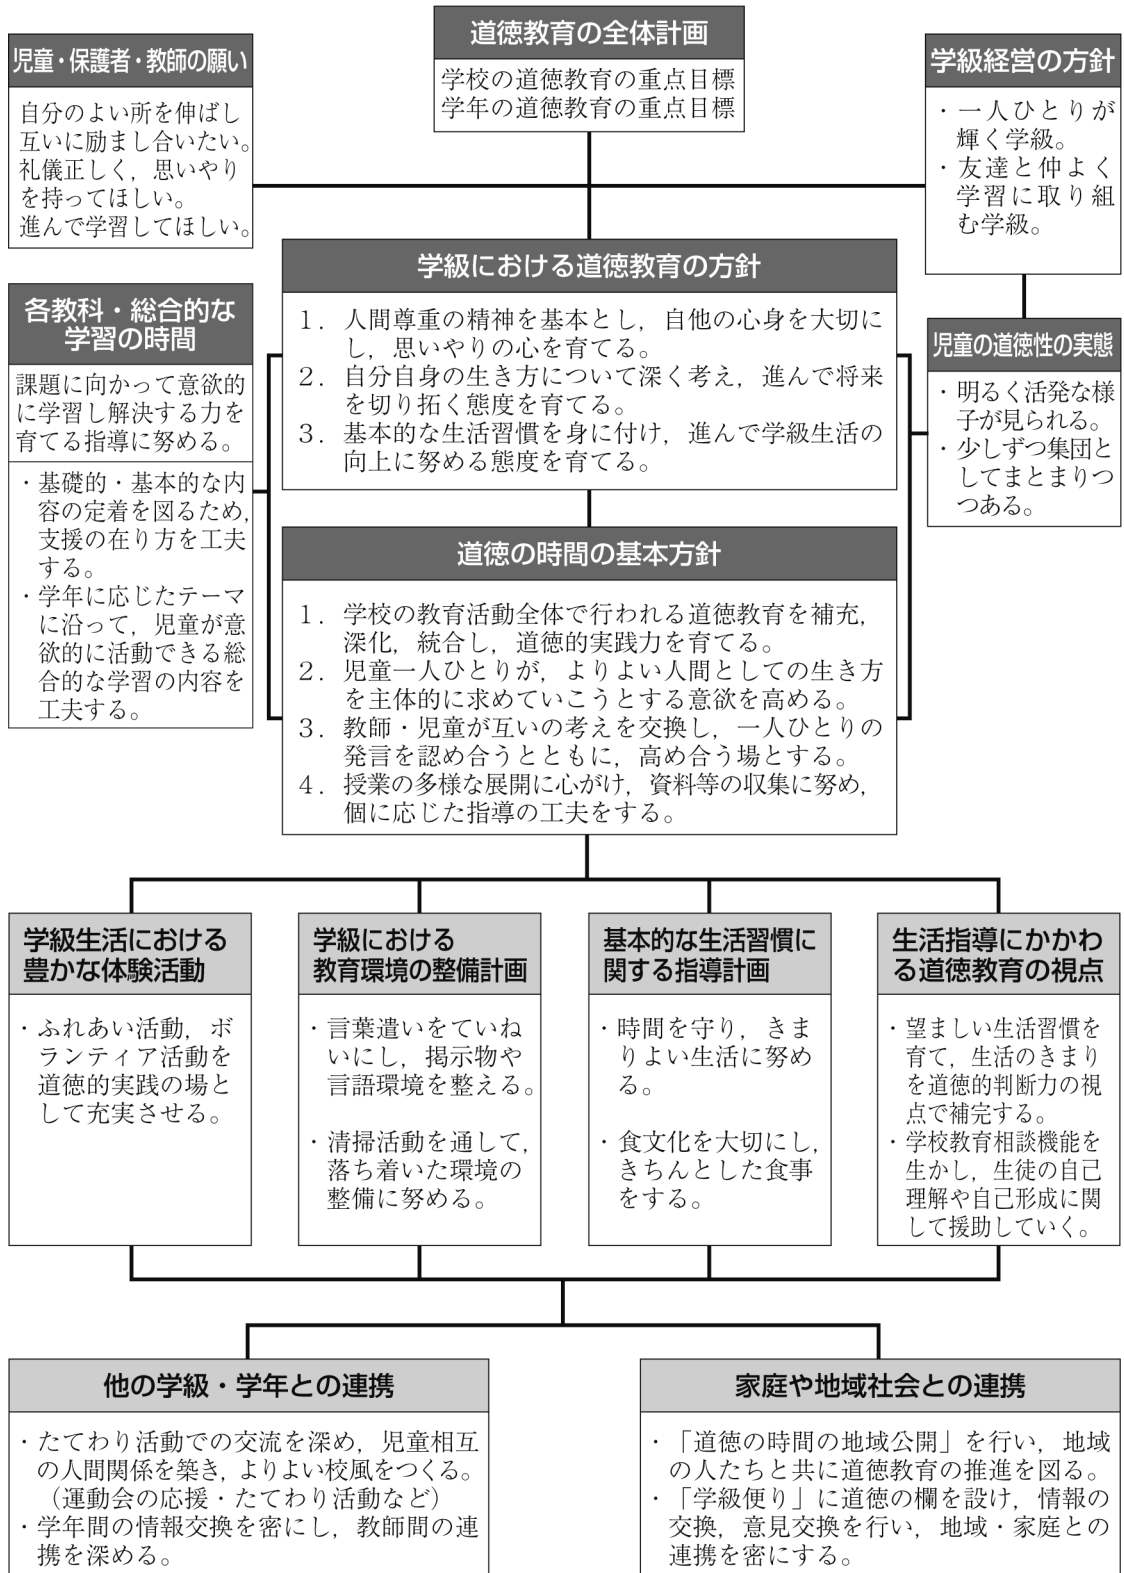 道徳教育の全体計画
学校の道徳教育の重点目標
学年の道徳教育の重点目標
児童・保護者・教師の願い
自分のよい所を伸ばし
互いに励まし合いたい。
礼儀正しく，思いやり
を持ってほしい。
進んで学習してほしい。
学級経営の方針
・一人ひとりが
輝く学級。
・友達と仲よく
学習に取り組
む学級。
学級における道徳教育の方針
1．人間尊重の精神を基本とし，自他の心身を大切に
し，思いやりの心を育てる。
2．自分自身の生き方について深く考え，進んで将来
を切り拓く態度を育てる。
3．基本的な生活習慣を身に付け，進んで学級生活の
向上に努める態度を育てる。
各教科・総合的な
学習の時間
課題に向かって意欲的
に学習し解決する力を
育てる指導に努める。
・基礎的・基本的な内
容の定着を図るため，
支援の在り方を工夫
する。
・学年に応じたテーマ
に沿って，児童が意
欲的に活動できる総
合的な学習の内容を
工夫する。
児童の道徳性の実態
・明るく活発な様
子が見られる。
・少しずつ集団と
してまとまりつ
つある。
道徳の時間の基本方針
1．学校の教育活動全体で行われる道徳教育を補充，
深化，統合し，道徳的実践力を育てる。
2．児童一人ひとりが，よりよい人間としての生き方
を主体的に求めていこうとする意欲を高める。
3．教師・児童が互いの考えを交換し，一人ひとりの
発言を認め合うとともに，高め合う場とする。
4．授業の多様な展開に心がけ，資料等の収集に努め，
個に応じた指導の工夫をする。
学級生活における
豊かな体験活動
・ふれあい活動，ボ
ランティア活動を
道徳的実践の場と
して充実させる。
学級における
教育環境の整備計画
・言葉遣いをていね
いにし，掲示物や
言語環境を整える。
・清掃活動を通して，
落ち着いた環境の
整備に努める。
基本的な生活習慣に
関する指導計画
・時間を守り，きま
りよい生活に努め
る。
・食文化を大切にし，
きちんとした食事
をする。
生活指導にかかわ
る道徳教育の視点
・望ましい生活習慣を
育て，生活のきまり
を道徳的判断力の視
点で補完する。
・学校教育相談機能を
生かし，生徒の自己
理解や自己形成に関
して援助していく。
他の学級・学年との連携
・たてわり活動での交流を深め，児童相互
の人間関係を築き，よりよい校風をつくる。
（運動会の応援・たてわり活動など）
・学年間の情報交換を密にし，教師間の連
携を深める。
家庭や地域社会との連携
・「道徳の時間の地域公開」を行い，地域
の人たちと共に道徳教育の推進を図る。
・「学級便り」に道徳の欄を設け，情報の
交換，意見交換を行い，地域・家庭との
連携を密にする。